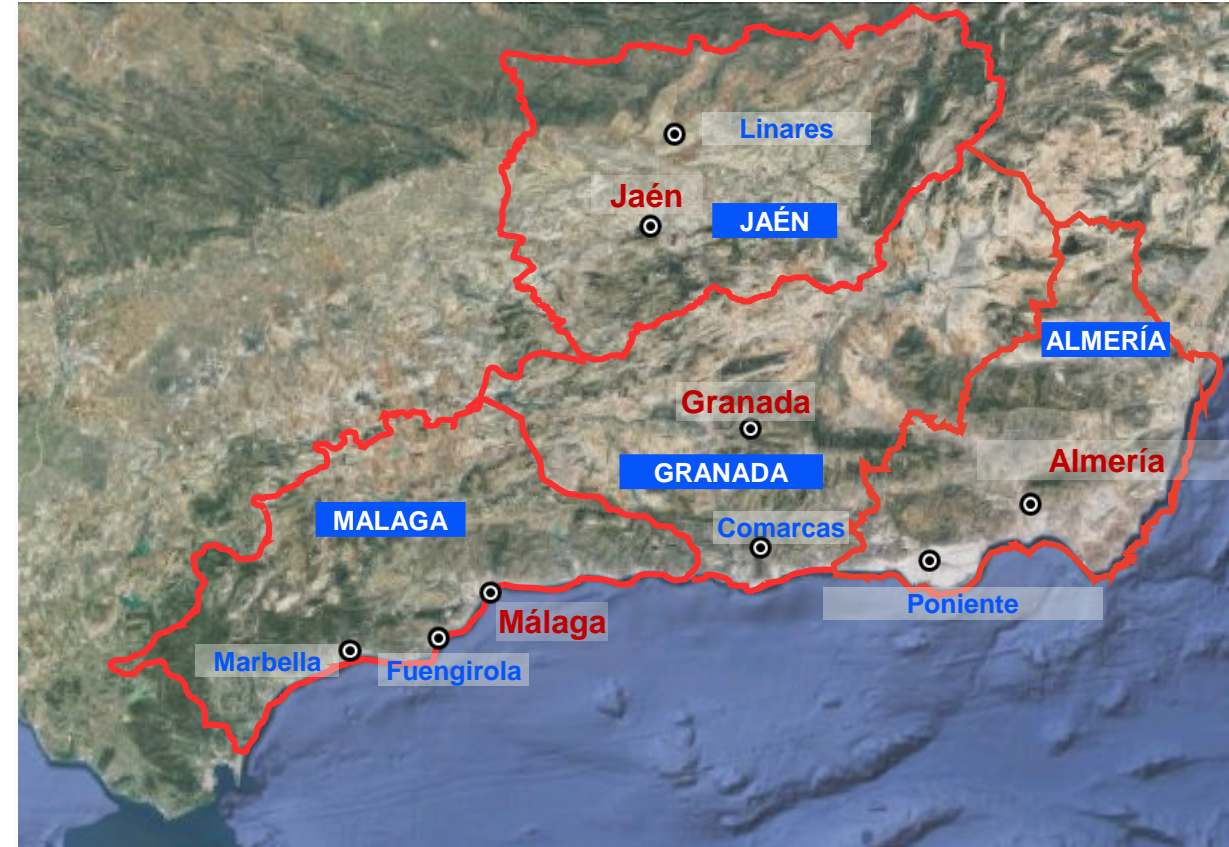 Linares
Jaén
JAÉN
ALMERÍA
Granada
Almería
GRANADA
MALAGA
Comarcas
Poniente
Málaga
Marbella
Fuengirola